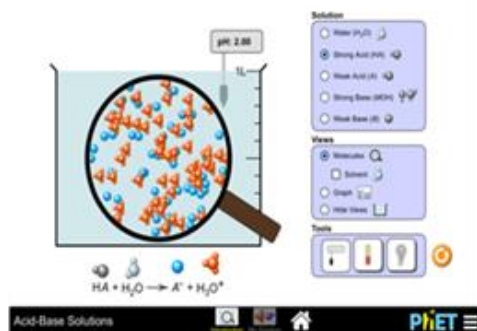 pH: 2.00
1L
Solution
Water (H₂O)
Strong Acid (HA)
Weak Acid (A)
Strong Base (MOH)
Weak Base (B)
Views
Molecules
Solvent
Graph
Hide Views
Tools
HA + H₂O → A⁻ + H₃O⁺
Acid-Base Solutions
PhET